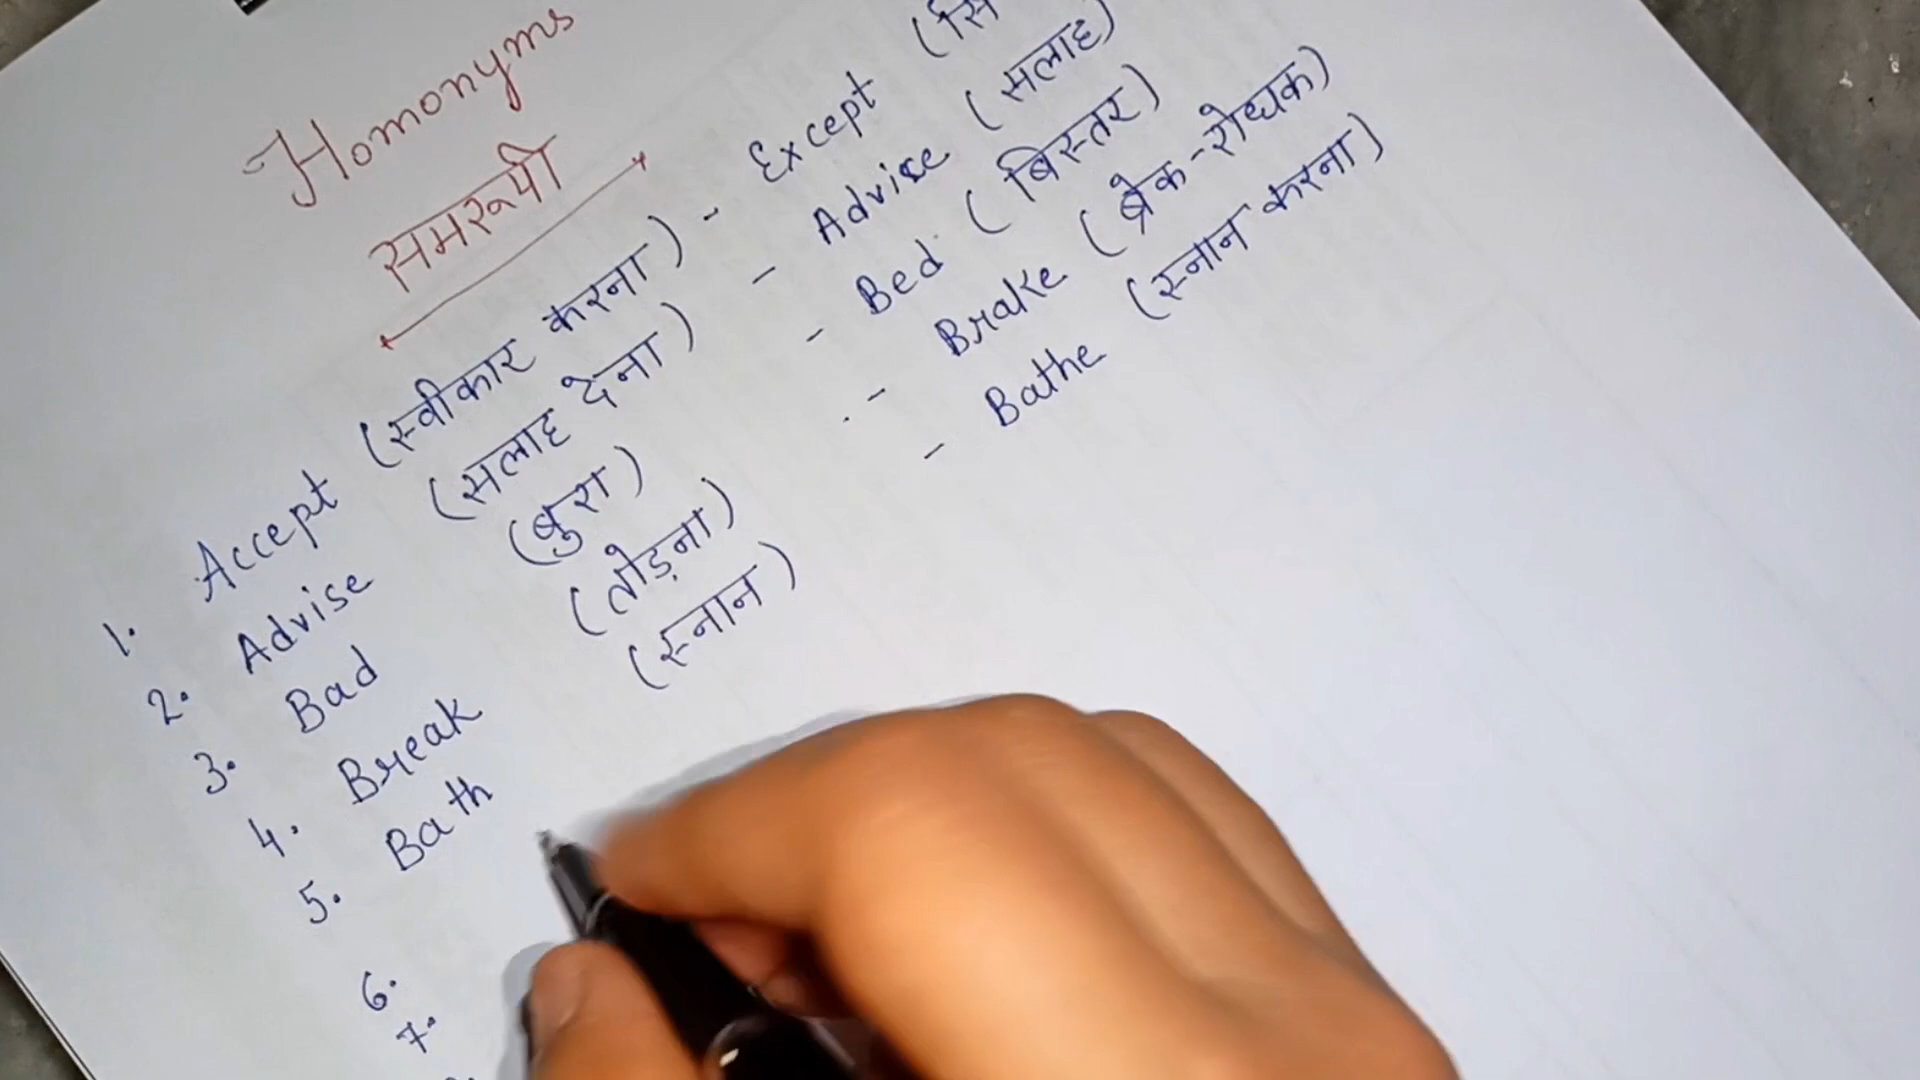 Homonyms
समरूपी
1. Accept (स्वीकार करना) - Except
2. Advise (सलाह देना) - Advice (सलाह)
3. Bad (बुरा) - Bed (बिस्तर)
4. Break (तोड़ना) - Brake (ब्रेक-रोधक)
5. Bath (स्नान) - Bathe (स्नान करना)
6.
7.